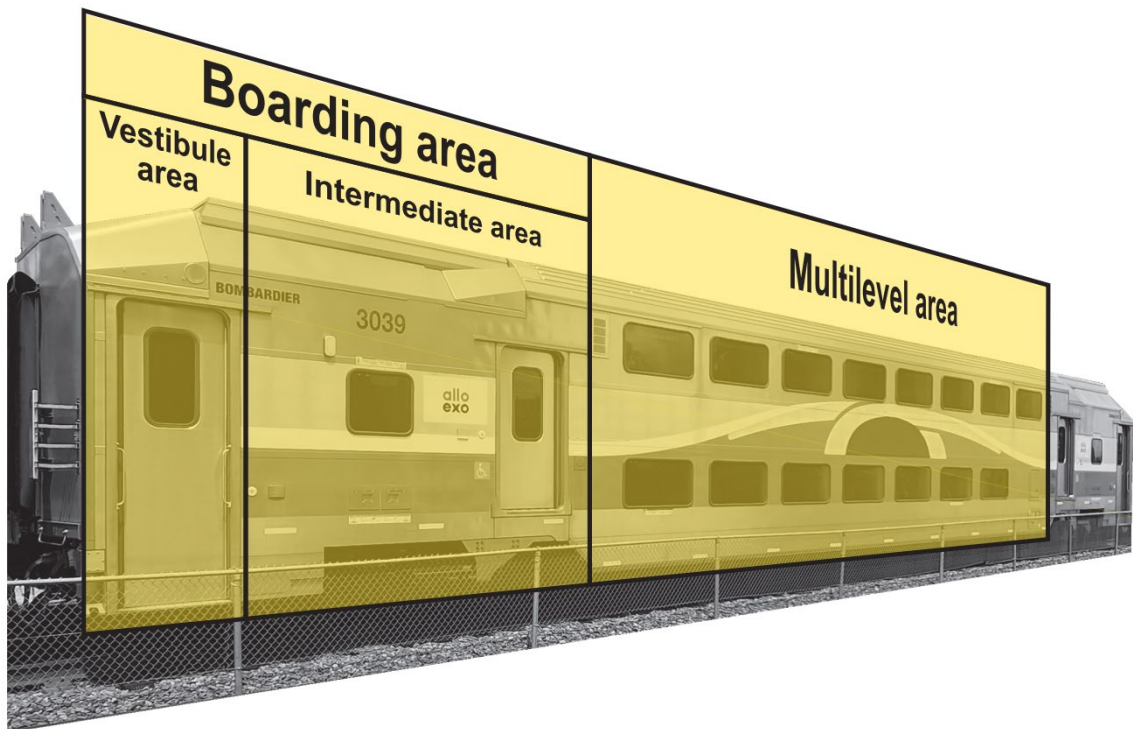 Boarding area
Vestibule
area
Intermediate area
Multilevel area
BOMBARDIER
3039
allo
exo